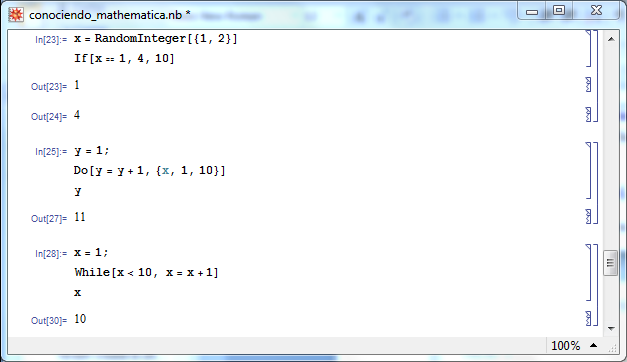 conociendo_mathematica.nb *
In[23]:= x = RandomInteger[{1, 2}]
If[x == 1, 4, 10]
Out[23]= 1
Out[24]= 4
In[25]:= y = 1;
Do[y = y + 1, {x, 1, 10}]
y
Out[27]= 11
In[28]:= x = 1;
While[x < 10, x = x + 1]
x
Out[30]= 10
100%